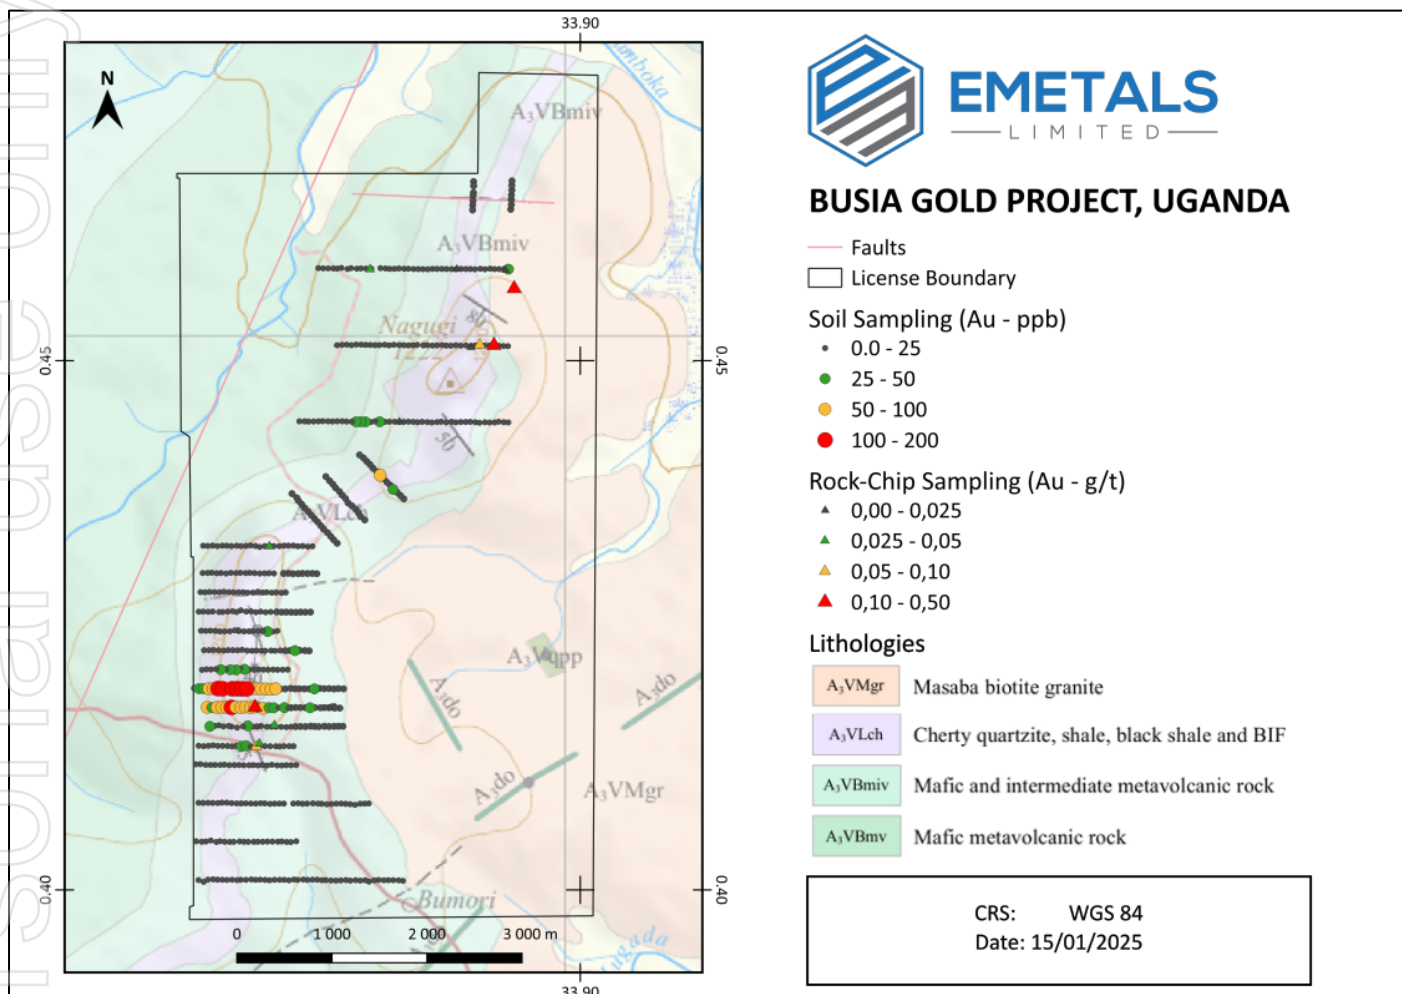 33.90
N
EMETALS
LIMITED
BUSIA GOLD PROJECT, UGANDA
Faults
License Boundary
Soil Sampling (Au - ppb)
0.0 - 25
25 - 50
50 - 100
100 - 200
Rock-Chip Sampling (Au - g/t)
0,00 - 0,025
0,025 - 0,05
0,05 - 0,10
0,10 - 0,50
Lithologies
A₃VMgr Masaba biotite granite
A₃VLch Cherty quartzite, shale, black shale and BIF
A₃VBmiv Mafic and intermediate metavolcanic rock
A₃VBmv Mafic metavolcanic rock
CRS: WGS 84
Date: 15/01/2025
A₃VBmiv
A₃VBmiv
Nagugi
80
0.45
0.45
50
A₃VLch
A₃Vqpp
A₃do
A₃do
A₃do
A₃VMgr
0.40
0.40
Bumori
0 1 000 2 000 3 000 m
33.90